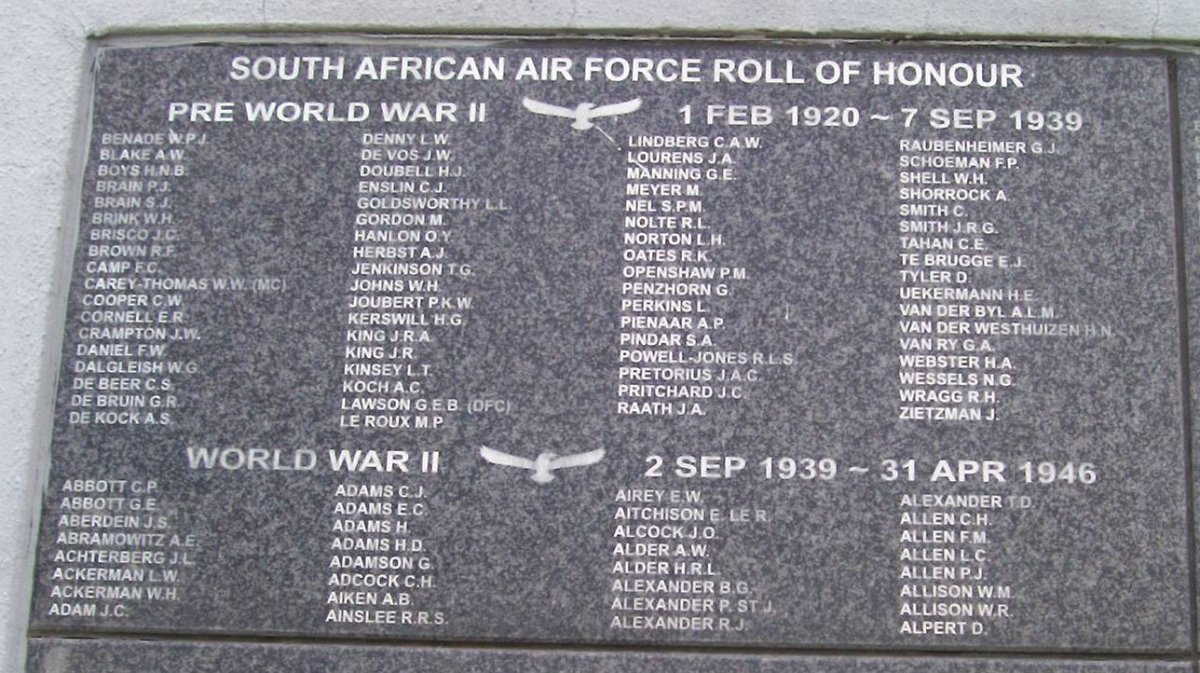 SOUTH AFRICAN AIR FORCE ROLL OF HONOUR
PRE WORLD WAR II 1 FEB 1920 ~ 7 SEP 1939
BENADE W.P.J.
BLAKE A.W.
BOYS H.N.B.
BRAIN P.J.
BRAIN S.J.
BRINK W.H.
BRISCO J.C.
BROWN R.F.
CAMP F.C.
CAREY-THOMAS W.W. (MC)
COOPER C.W.
CORNELL E.R.
CRAMPTON J.W.
DANIEL F.W.
DALGLEISH W.G.
DE BEER C.S.
DE BRUIN G.R.
DE KOCK A.S.
DENNY L.W.
DE VOS J.W.
DOUBELL H.J.
ENSLIN C.J.
GOLDSWORTHY L.L.
GORDON M.
HANLON O.Y.
HERBST A.J.
JENKINSON T.G.
JOHNS W.H.
JOUBERT P.K.W.
KERSWILL H.G.
KING J.R.A.
KING J.R.
KINSEY L.T.
KOCH A.C.
LAWSON G.E.B. (DFC)
LE ROUX M.P.
LINDBERG C.A.W.
LOURENS J.A.
MANNING G.E.
MEYER M.
NEL S.P.M.
NOLTE R.L.
NORTON L.H.
OATES R.K.
OPENSHAW P.M.
PENZHORN G.
PERKINS L.
PIENAAR A.P.
PINDAR S.A.
POWELL-JONES R.L.S.
PRETORIUS J.A.C.
PRITCHARD J.C.
RAATH J.A.
RAUBENHEIMER G.J.
SCHOEMAN F.P.
SHELL W.H.
SHORROCK A.
SMITH C.
SMITH J.R.G.
TAHAN C.E.
TE BRUGGE E.J.
TYLER D.
UEKERMANN H.E.
VAN DER BYL A.L.M.
VAN DER WESTHUIZEN H.N.
VAN RY G.A.
WEBSTER H.A.
WESSELS N.G.
WRAGG R.H.
ZIETZMAN J.
WORLD WAR II 2 SEP 1939 ~ 31 APR 1946
ABBOTT C.P.
ABBOTT G.E.
ABERDEIN J.S.
ABRAMOWITZ A.E.
ACHTERBERG J.L.
ACKERMAN L.W.
ACKERMAN W.H.
ADAM J.C.
ADAMS C.J.
ADAMS E.C.
ADAMS H.
ADAMS H.D.
ADAMSON G.
ADCOCK C.H.
AIKEN A.B.
AINSLEE R.R.S.
AIREY E.W.
AITCHISON E. LE R.
ALCOCK J.O.
ALDER A.W.
ALDER H.R.L.
ALEXANDER B.G.
ALEXANDER P. ST J.
ALEXANDER R.J.
ALEXANDER T.D.
ALLEN C.H.
ALLEN F.M.
ALLEN L.C
ALLEN P.J.
ALLISON W.M.
ALLISON W.R.
ALPERT D.